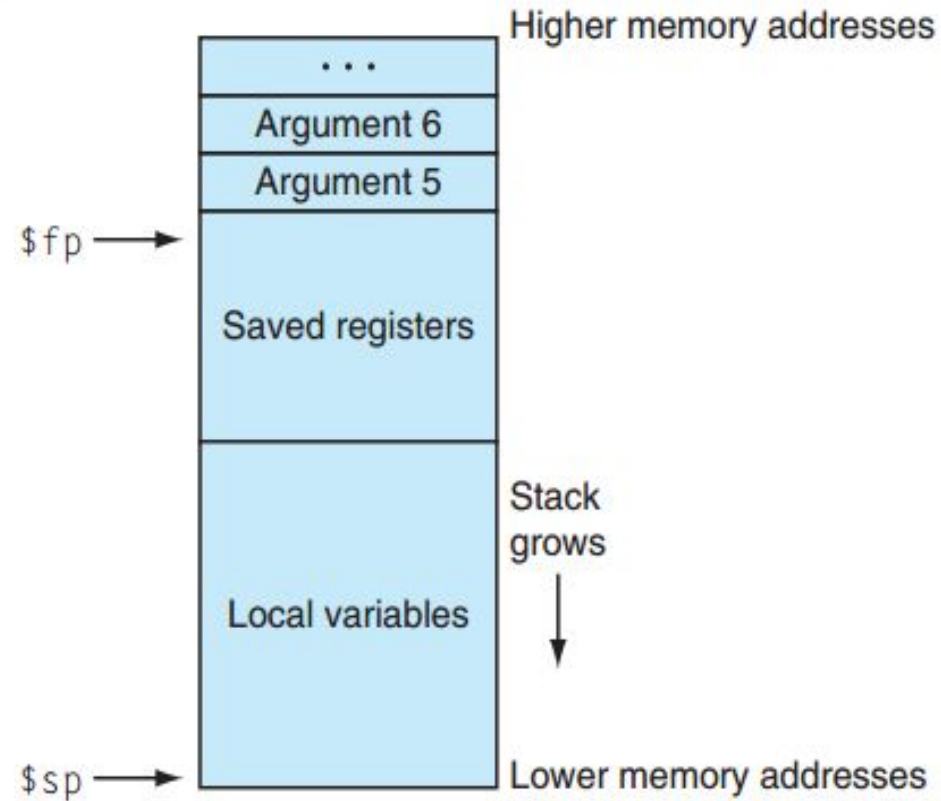 Higher memory addresses
. . .
Argument 6
Argument 5
$fp
Saved registers
Stack
grows
Local variables
$sp
Lower memory addresses